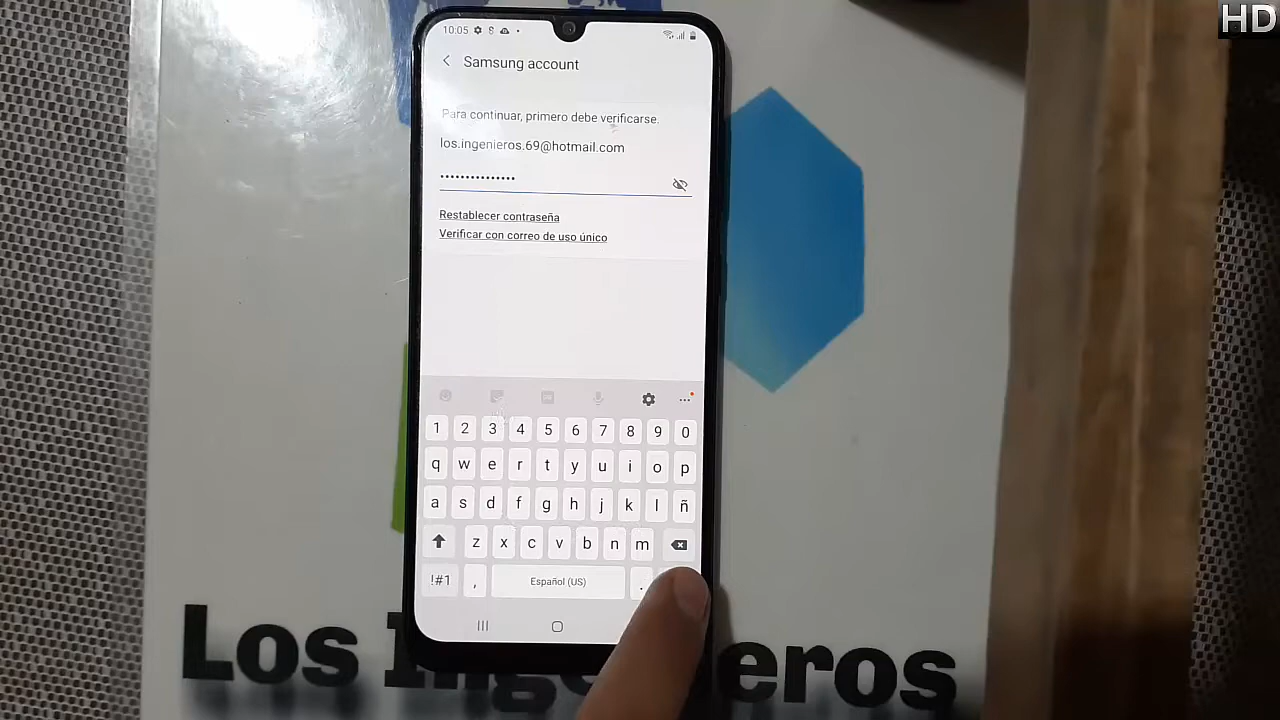 HD
10:05
Samsung account
Para continuar, primero debe verificarse.
los.ingenieros.69@hotmail.com
•••••••••••••••
Restablecer contraseña
Verificar con correo de uso único
1 2 3 4 5 6 7 8 9 0
q w e r t y u i o p
a s d f g h j k l ñ
z x c v b n m
!#1 , Español (US) .
Los